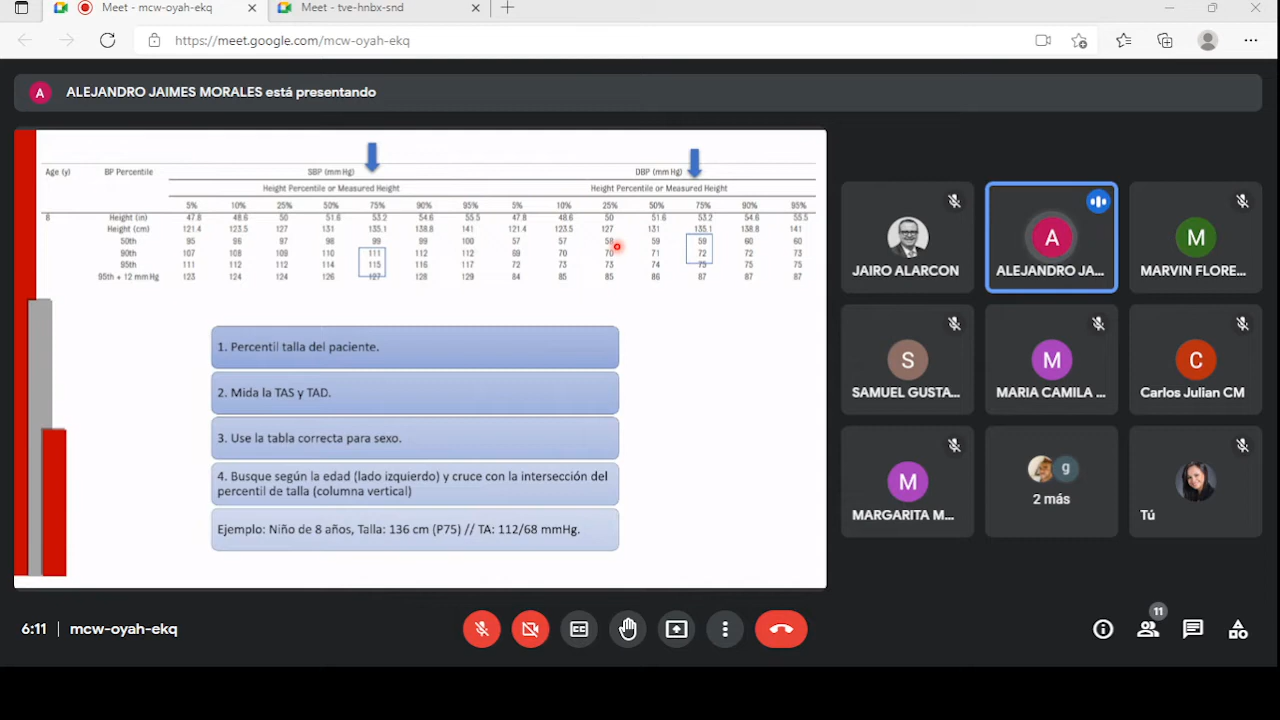 Meet - mcw-oyah-ekq
Meet - tve-hnbx-snd
https://meet.google.com/mcw-oyah-ekq
A
ALEJANDRO JAIMES MORALES está presentando
Age (y) BP Percentile SBP (mm Hg) DBP (mm Hg)
Height Percentile or Measured Height Height Percentile or Measured Height
5% 10% 25% 50% 75% 90% 95% 5% 10% 25% 50% 75% 90% 95%
8 Height (in) 47.8 48.6 50 51.6 53.2 54.6 55.5 47.8 48.6 50 51.6 53.2 54.6 55.5
Height (cm) 121.4 123.5 127 131 135.1 138.8 141 121.4 123.5 127 131 135.1 138.8 141
50th 95 96 97 98 99 99 100 57 57 58 59 59 60 60
90th 107 108 109 110 111 112 112 69 70 70 71 72 72 73
95th 111 112 112 114 115 116 117 72 73 73 74 75 75 75
95th + 12 mm Hg 123 124 124 126 127 128 129 84 85 85 86 87 87 87
1. Percentil talla del paciente.
2. Mida la TAS y TAD.
3. Use la tabla correcta para sexo.
4. Busque según la edad (lado izquierdo) y cruce con la intersección del
percentil de talla (columna vertical)
Ejemplo: Niño de 8 años, Talla: 136 cm (P75) // TA: 112/68 mmHg.
JAIRO ALARCON
A
ALEJANDRO JA...
M
MARVIN FLORE...
S
SAMUEL GUSTA...
M
MARIA CAMILA ...
C
Carlos Julian CM
M
MARGARITA M...
g
2 más
Tú
6:11 mcw-oyah-ekq
CC
11